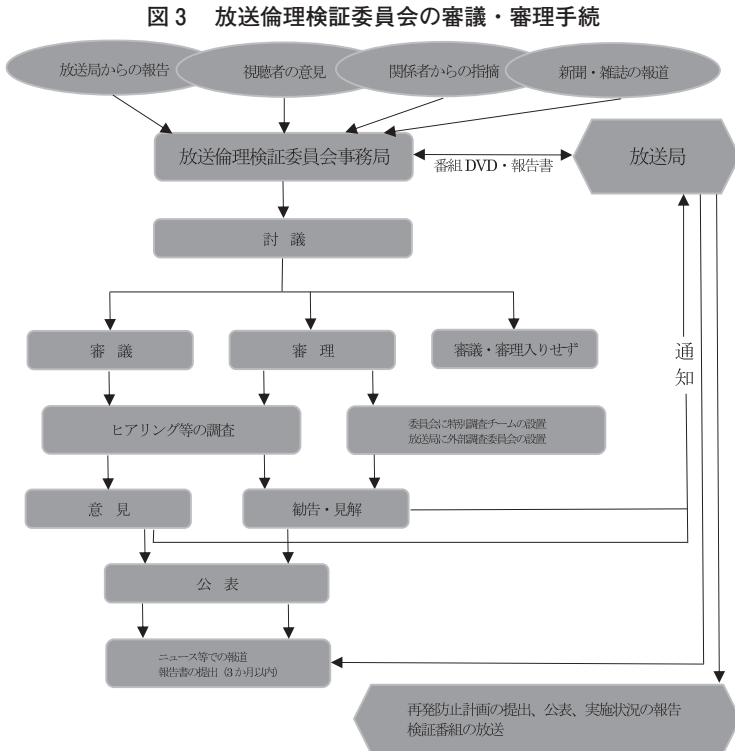 図3　放送倫理検証委員会の審議・審理手続
放送局からの報告
視聴者の意見
関係者からの指摘
新聞・雑誌の報道
放送倫理検証委員会事務局
番組DVD・報告書
放送局
討　議
審　議
審　理
審議・審理入りせず
通知
ヒアリング等の調査
委員会に特別調査チームの設置
放送局に外部調査委員会の設置
意　見
勧告・見解
公　表
ニュース等での報道
報告書の提出（3か月以内）
再発防止計画の提出、公表、実施状況の報告
検証番組の放送